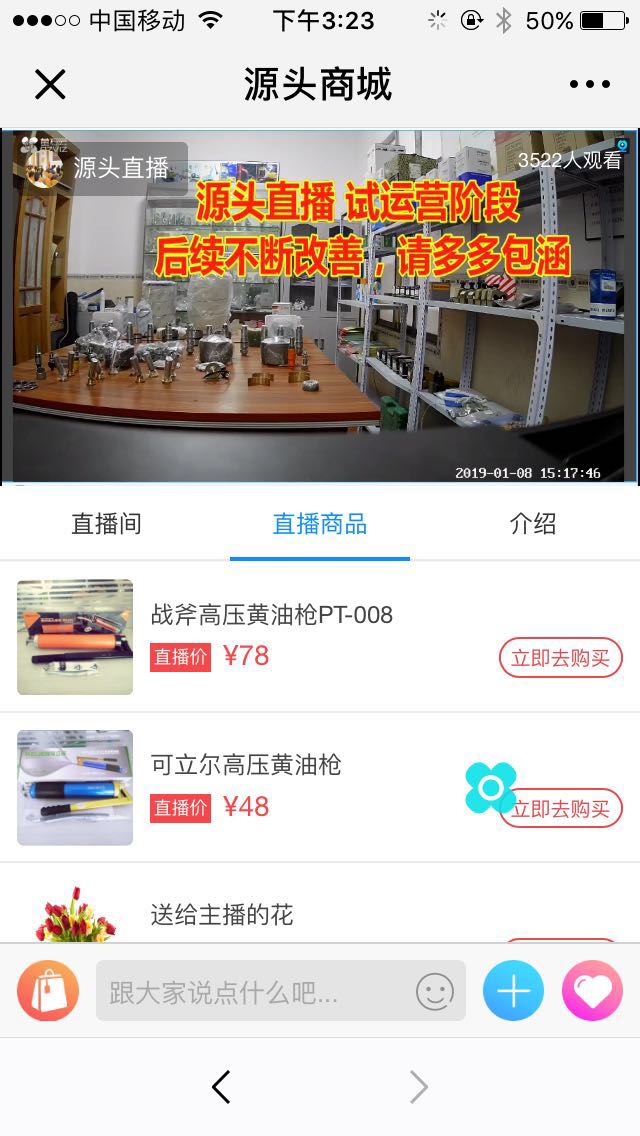 中国移动
下午3:23
50%
源头商城
源头直播
3522人观看
源头直播 试运营阶段
后续不断改善，请多多包涵
2019-01-08 15:17:46
直播间
直播商品
介绍
战斧高压黄油枪PT-008
直播价 ¥78
立即去购买
可立尔高压黄油枪
直播价 ¥48
立即去购买
送给主播的花
跟大家说点什么吧...